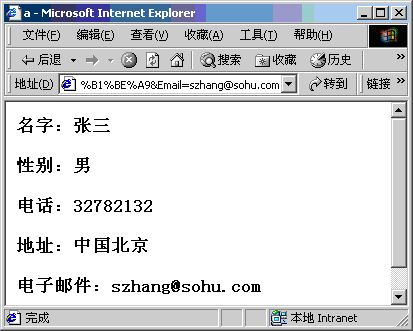 a - Microsoft Internet Explorer
文件(F) 编辑(E) 查看(V) 收藏(A) 工具(T) 帮助(H)
后退 搜索 收藏 历史
地址(D) %B1%BE%A9&Email=szhang@sohu.com 转到 链接 »
名字：张三
性别：男
电话：32782132
地址：中国北京
电子邮件：szhang@sohu.com
完成 本地 Intranet